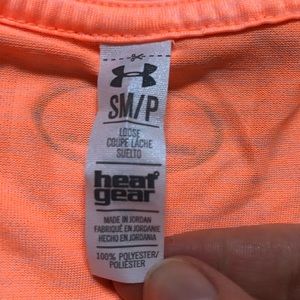 SM/P
LOOSE
COUPE LÂCHE
SUELTO
heat
gear
MADE IN JORDAN
FABRIQUÉ EN JORDANIE
HECHO EN JORDANIA
100% POLYESTER/
POLIÉSTER